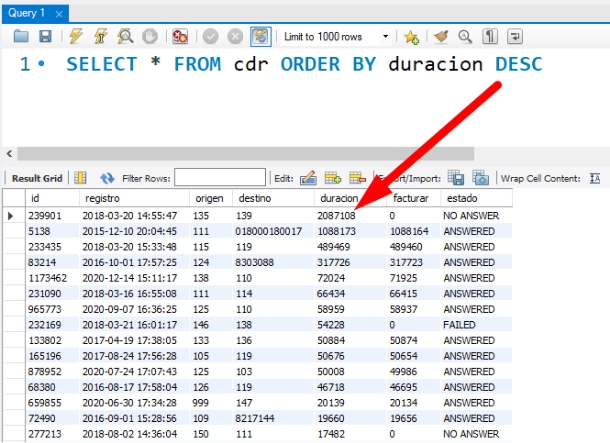 Query 1
Limit to 1000 rows
1 SELECT * FROM cdr ORDER BY duracion DESC
Result Grid Filter Rows: Edit: Export/Import: Wrap Cell Content:
id registro origen destino duracion facturar estado
239901 2018-03-20 14:55:47 135 139 2087108 0 NO ANSWER
5138 2015-12-10 20:04:45 111 018000180017 1088173 1088164 ANSWERED
233435 2018-03-20 15:33:48 115 119 489469 489460 ANSWERED
83214 2016-10-01 17:57:25 124 8303088 317726 317723 ANSWERED
1173462 2020-12-14 15:11:17 138 110 72024 71925 ANSWERED
231090 2018-03-16 16:55:08 111 114 66434 66415 ANSWERED
965773 2020-09-07 16:36:25 125 110 58959 58937 ANSWERED
232169 2018-03-21 16:01:17 146 138 54228 0 FAILED
133802 2017-04-19 17:38:05 133 136 50884 50874 ANSWERED
165196 2017-08-24 17:56:28 105 119 50676 50654 ANSWERED
878952 2020-07-24 17:07:43 125 103 50008 49986 ANSWERED
68380 2016-08-17 17:58:04 126 119 46718 46695 ANSWERED
659855 2020-06-30 17:34:28 999 147 20139 20134 ANSWERED
72490 2016-09-01 15:28:56 109 8217144 19660 19656 ANSWERED
277213 2018-08-02 14:36:04 150 111 17482 0 NO ANSWER